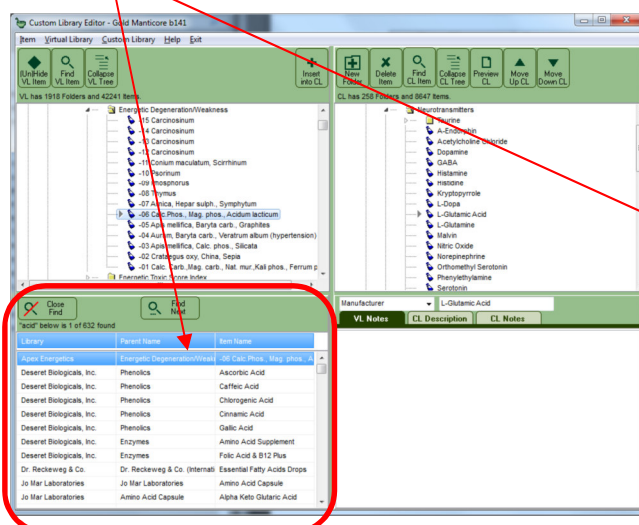 Custom Library Editor - Gold Manticore b141
Item Virtual Library Custom Library Help Exit
(Un)Hide VL Item
Find VL Item
Collapse VL Tree
Insert into CL
New Folder
Delete Item
Find CL Item
Collapse CL Tree
Preview CL
Move Up CL
Move Down CL
VL has 1918 Folders and 42241 Items.
CL has 258 Folders and 8647 Items.
Energetic Degeneration/Weakness
-15 Carcinosinum
-14 Carcinosinum
-13 Carcinosinum
-12 Carcinosinum
-11 Conium maculatum, Scirrhinum
-10 Psorinum
-09 Phosphorus
-08 Thymus
-07 Arnica, Hepar sulph., Symphytum
-06 Calc.Phos., Mag. phos., Acidum lacticum
-05 Apis mellifica, Baryta carb., Graphites
-04 Aurum, Baryta carb., Veratrum album (hypertension)
-03 Apis mellifica, Calc. phos., Silicata
-02 Crataegus oxy, China, Sepia
-01 Calc. Carb.,Mag. carb., Nat. mur.,Kali phos., Ferrum p
Energetic Toxic Score Index
Neurotransmitters
Taurine
A-Endorphin
Acetylcholine Chloride
Dopamine
GABA
Histamine
Histidine
Kryptopyrrole
L-Dopa
L-Glutamic Acid
L-Glutamine
Malvin
Nitric Oxide
Norepinephrine
Orthomethyl Serotonin
Phenylethylamine
Serotonin
Close Find
Find Next
"acid" below is 1 of 632 found
Library Parent Name Item Name
Apex Energetics Energetic Degeneration/Weak -06 Calc.Phos., Mag. phos., A
Deseret Biologicals, Inc. Phenolics Ascorbic Acid
Deseret Biologicals, Inc. Phenolics Caffeic Acid
Deseret Biologicals, Inc. Phenolics Chlorogenic Acid
Deseret Biologicals, Inc. Phenolics Cinnamic Acid
Deseret Biologicals, Inc. Phenolics Gallic Acid
Deseret Biologicals, Inc. Enzymes Amino Acid Supplement
Deseret Biologicals, Inc. Enzymes Folic Acid & B12 Plus
Dr. Reckeweg & Co. Dr. Reckeweg & Co. (Internati Essential Fatty Acids Drops
Jo Mar Laboratories Jo Mar Laboratories Amino Acid Capsule
Jo Mar Laboratories Amino Acid Capsule Alpha Keto Glutaric Acid
Manufacturer L-Glutamic Acid
VL Notes CL Description CL Notes